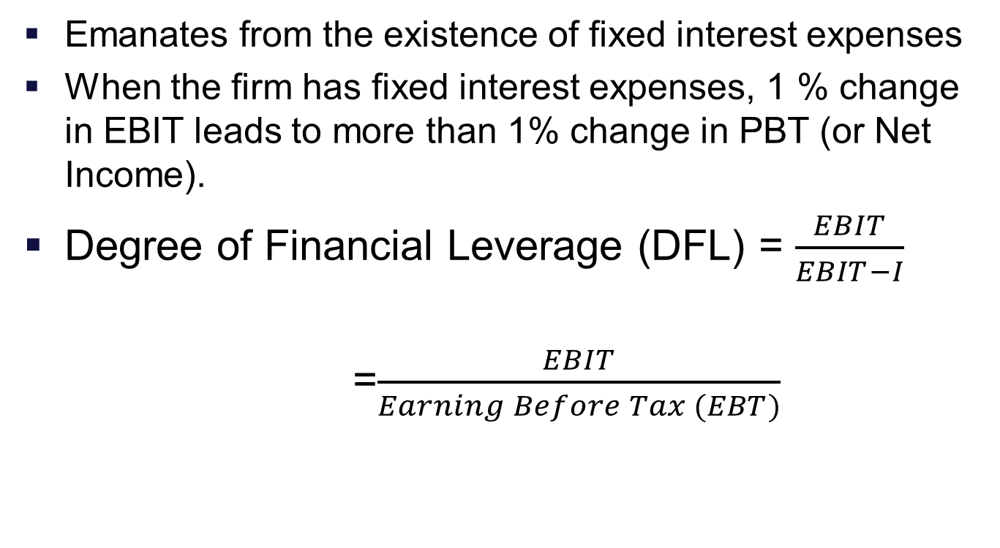 ▪ Emanates from the existence of fixed interest expenses
▪ When the firm has fixed interest expenses, 1 % change
in EBIT leads to more than 1% change in PBT (or Net
Income).
▪ Degree of Financial Leverage (DFL) = EBIT / EBIT−I
= EBIT / Earning Before Tax (EBT)